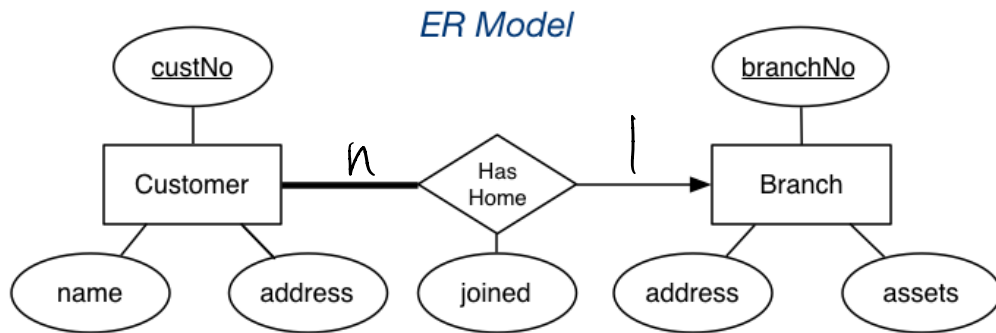 ER Model
custNo
branchNo
n
1
Customer
Has
Home
Branch
name
address
joined
address
assets